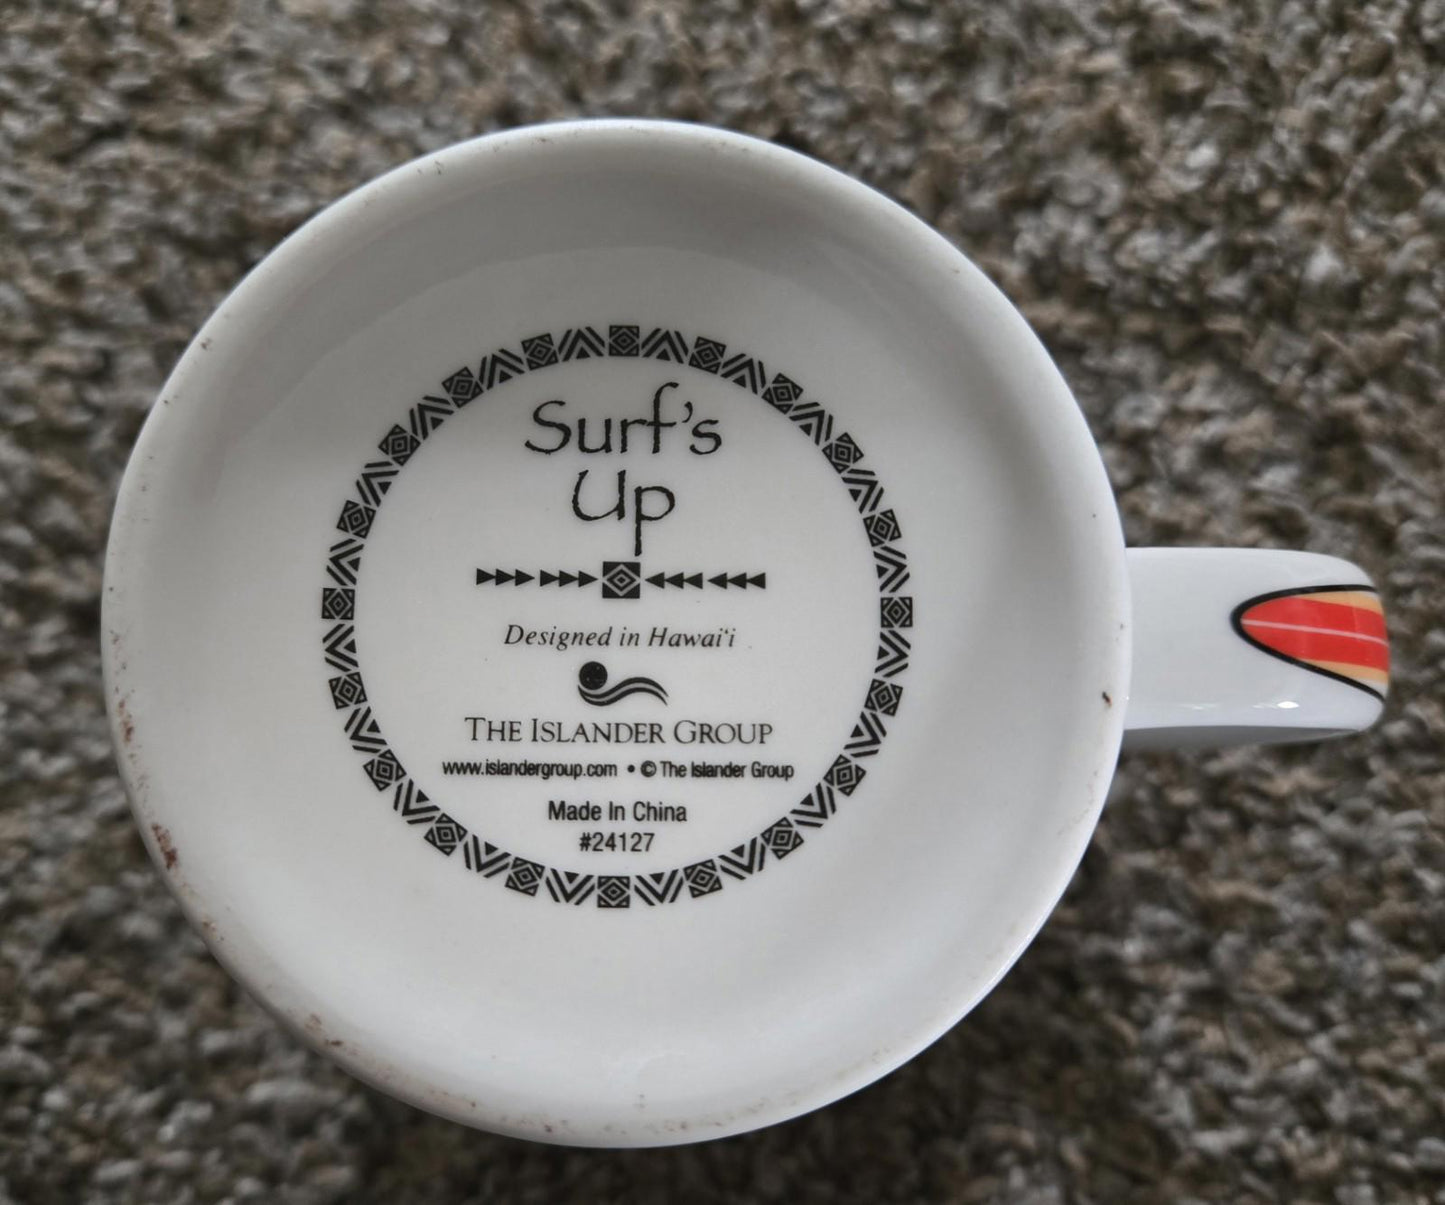 Surf's
Up
Designed in Hawai‘i
THE ISLANDER GROUP
www.islandergroup.com • © The Islander Group
Made In China
#24127